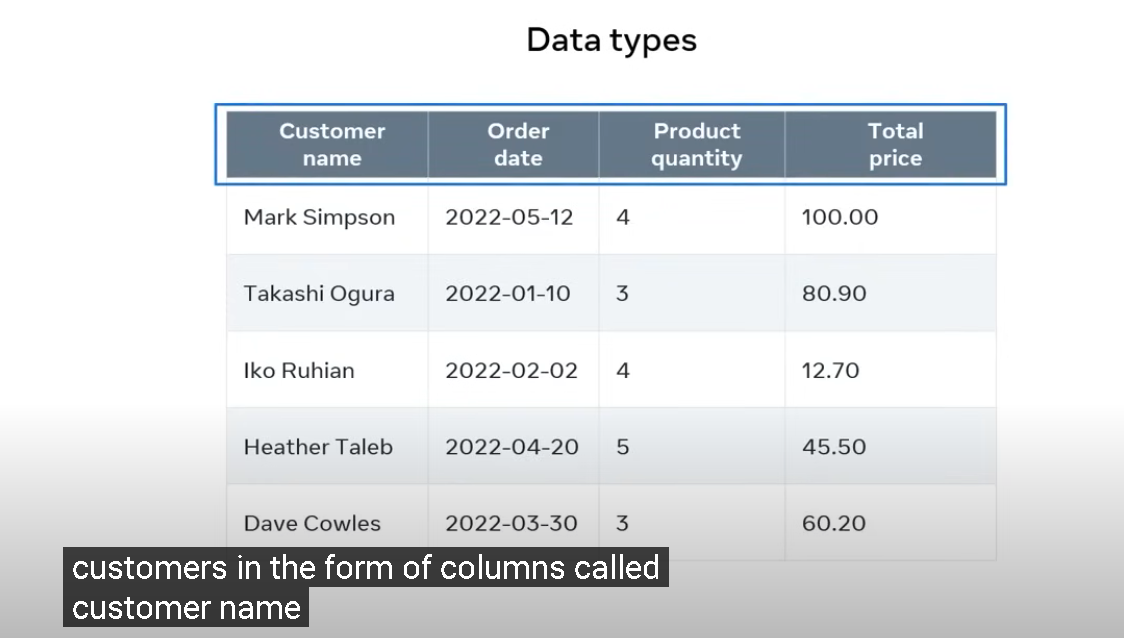 Data types
Customer name Order date Product quantity Total price
Mark Simpson 2022-05-12 4 100.00
Takashi Ogura 2022-01-10 3 80.90
Iko Ruhian 2022-02-02 4 12.70
Heather Taleb 2022-04-20 5 45.50
Dave Cowles 2022-03-30 3 60.20
customers in the form of columns called
customer name